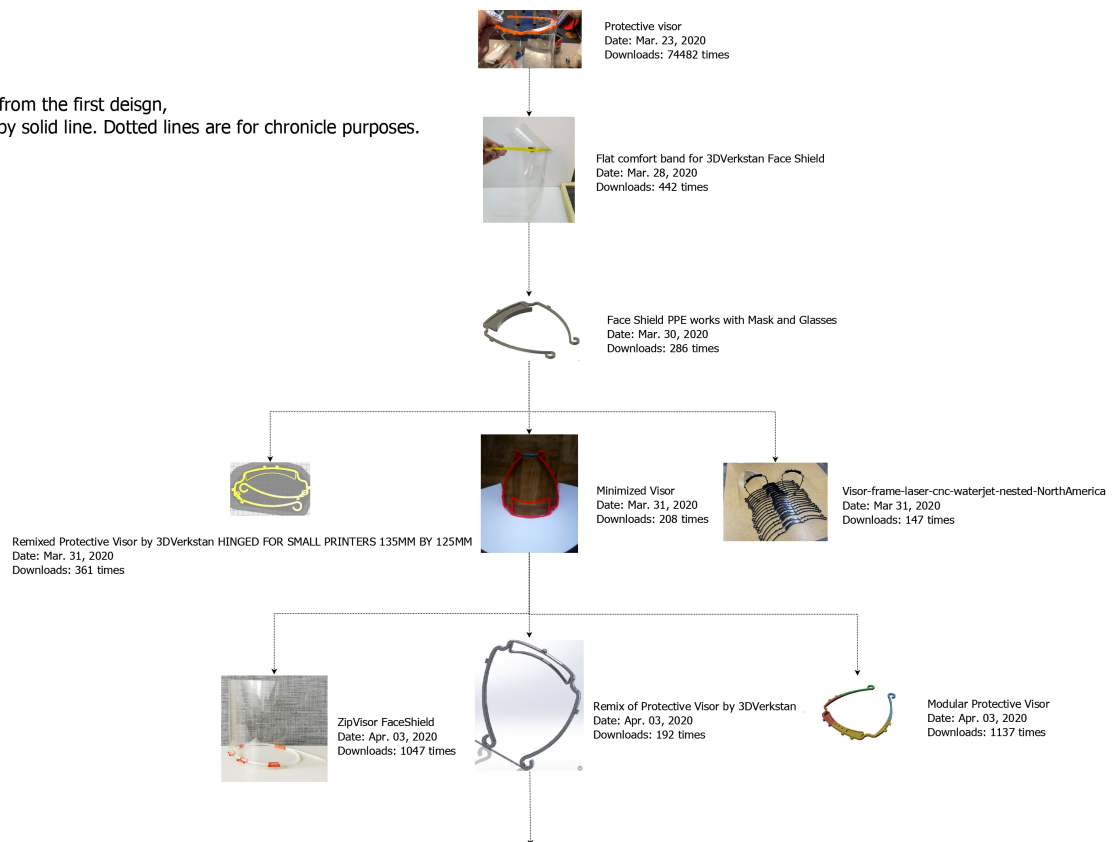 Protective visor
Date: Mar. 23, 2020
Downloads: 74482 times
from the first deisgn,
by solid line. Dotted lines are for chronicle purposes.
Flat comfort band for 3DVerkstan Face Shield
Date: Mar. 28, 2020
Downloads: 442 times
Face Shield PPE works with Mask and Glasses
Date: Mar. 30, 2020
Downloads: 286 times
Remixed Protective Visor by 3DVerkstan HINGED FOR SMALL PRINTERS 135MM BY 125MM
Date: Mar. 31, 2020
Downloads: 361 times
Minimized Visor
Date: Mar. 31, 2020
Downloads: 208 times
Visor-frame-laser-cnc-waterjet-nested-NorthAmerica
Date: Mar 31, 2020
Downloads: 147 times
ZipVisor FaceShield
Date: Apr. 03, 2020
Downloads: 1047 times
Remix of Protective Visor by 3DVerkstan
Date: Apr. 03, 2020
Downloads: 192 times
Modular Protective Visor
Date: Apr. 03, 2020
Downloads: 1137 times